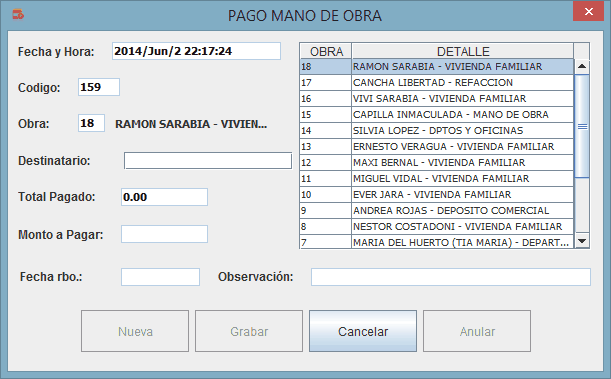 PAGO MANO DE OBRA
Fecha y Hora: 2014/Jun/2 22:17:24
Codigo: 159
Obra: 18 RAMON SARABIA - VIVIEN...
Destinatario:
Total Pagado: 0.00
Monto a Pagar:
OBRA DETALLE
18 RAMON SARABIA - VIVIENDA FAMILIAR
17 CANCHA LIBERTAD - REFACCION
16 VIVI SARABIA - VIVIENDA FAMILIAR
15 CAPILLA INMACULADA - MANO DE OBRA
14 SILVIA LOPEZ - DPTOS Y OFICINAS
13 ERNESTO VERAGUA - VIVIENDA FAMILIAR
12 MAXI BERNAL - VIVIENDA FAMILIAR
11 MIGUEL VIDAL - VIVIENDA FAMILIAR
10 EVER JARA - VIVIENDA FAMILIAR
9 ANDREA ROJAS - DEPOSITO COMERCIAL
8 NESTOR COSTADONI - VIVIENDA FAMILIAR
7 MARIA DEL HUERTO (TIA MARIA) - DEPART...
Fecha rbo.: Observación:
Nueva Grabar Cancelar Anular